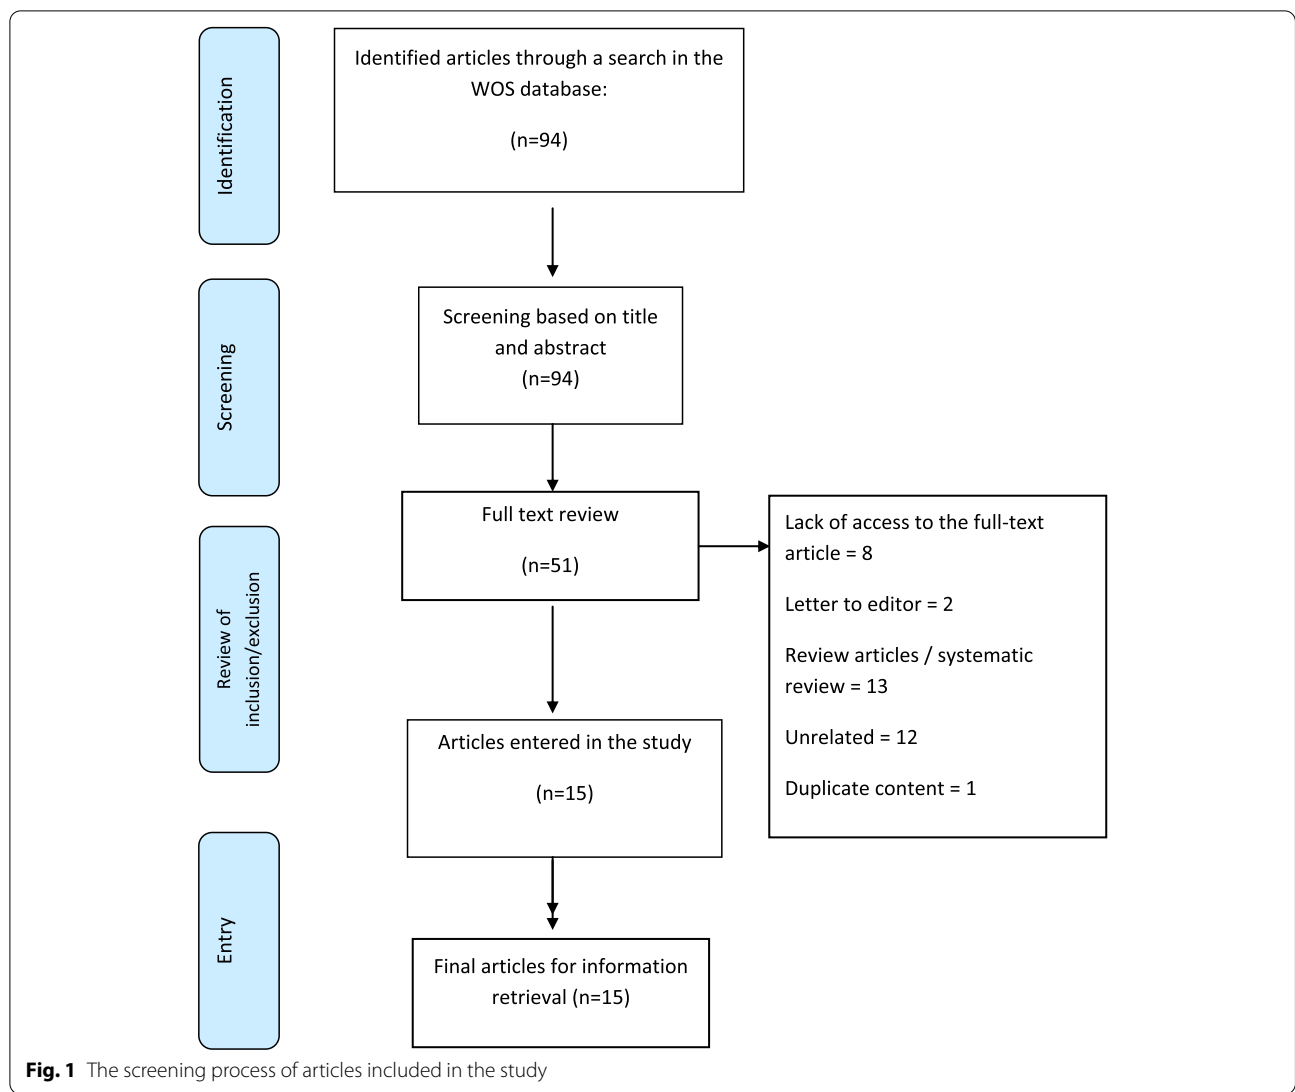 Identification
Identified articles through a search in the
WOS database:
(n=94)
Screening
Screening based on title
and abstract
(n=94)
Review of
inclusion/exclusion
Full text review
(n=51)
Lack of access to the full-text
article = 8
Letter to editor = 2
Review articles / systematic
review = 13
Unrelated = 12
Duplicate content = 1
Articles entered in the study
(n=15)
Entry
Final articles for information
retrieval (n=15)
Fig. 1 The screening process of articles included in the study